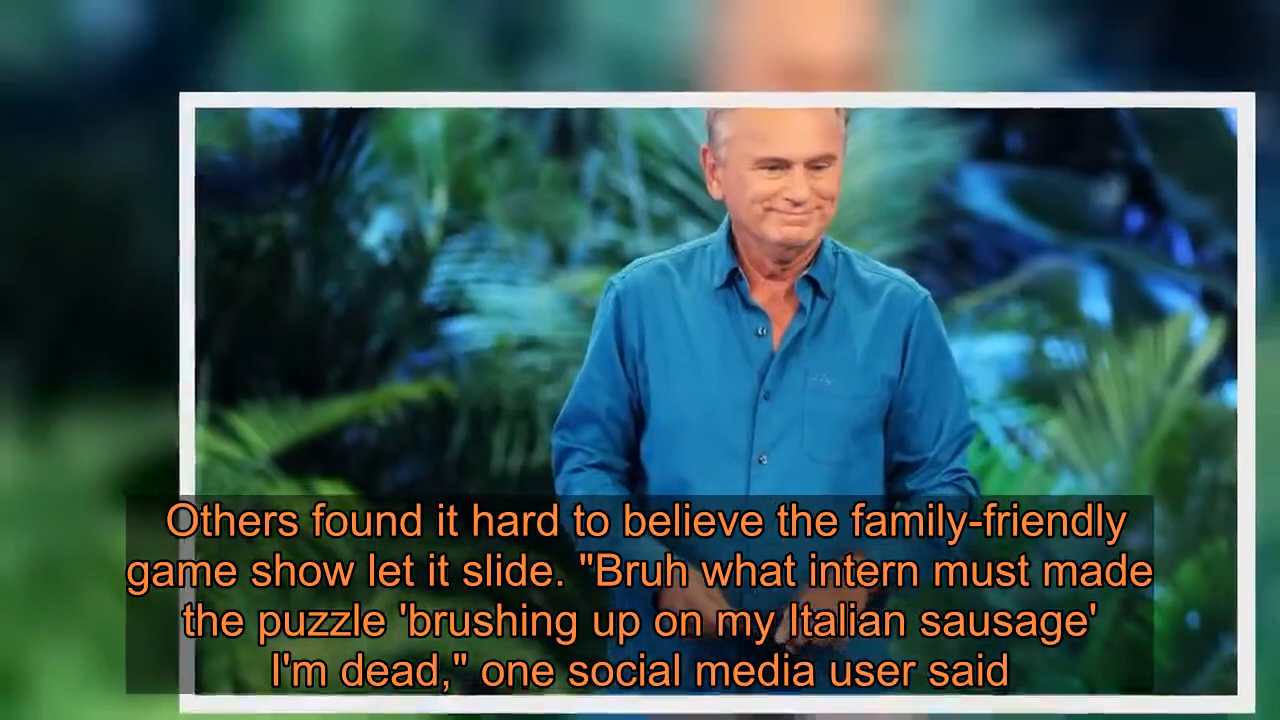 Others found it hard to believe the family-friendly
game show let it slide. "Bruh what intern must made
the puzzle 'brushing up on my Italian sausage'
I'm dead," one social media user said